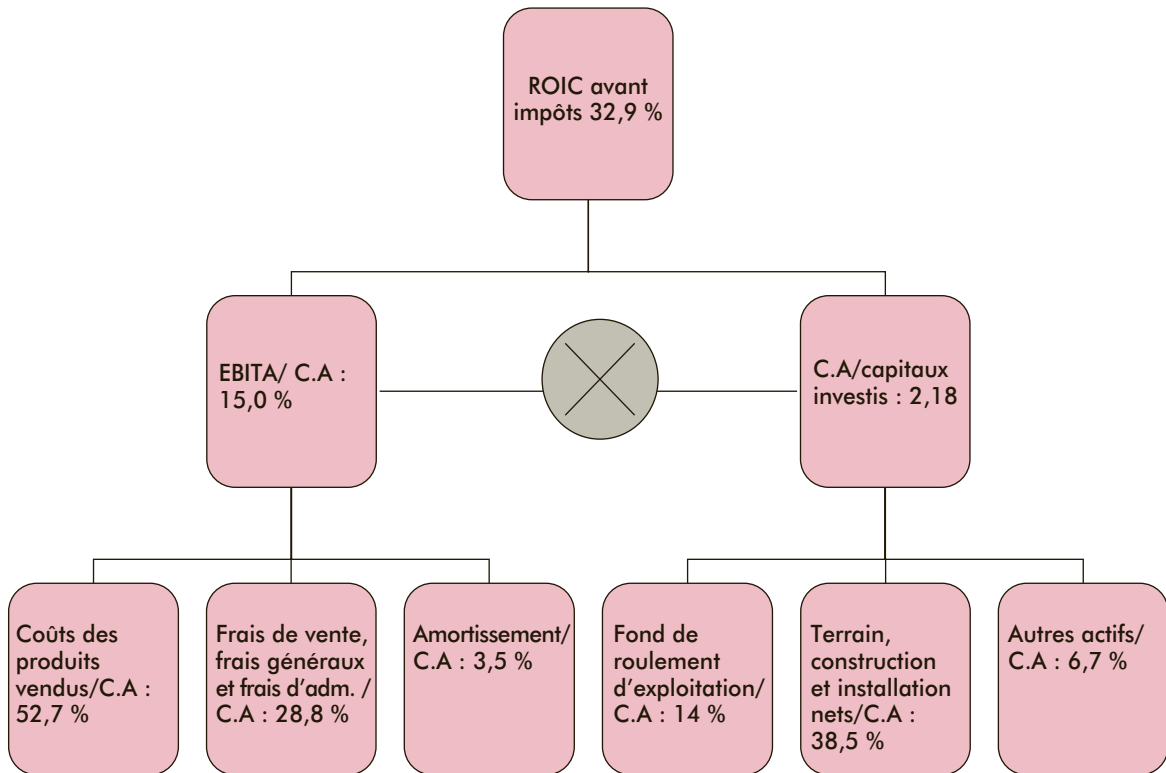 ROIC avant
impôts 32,9 %
EBITA/ C.A :
15,0 %
C.A/capitaux
investis : 2,18
Coûts des
produits
vendus/C.A :
52,7 %
Frais de vente,
frais généraux
et frais d’adm. /
C.A : 28,8 %
Amortissement/
C.A : 3,5 %
Fond de
roulement
d’exploitation/
C.A : 14 %
Terrain,
construction
et installation
nets/C.A :
38,5 %
Autres actifs/
C.A : 6,7 %